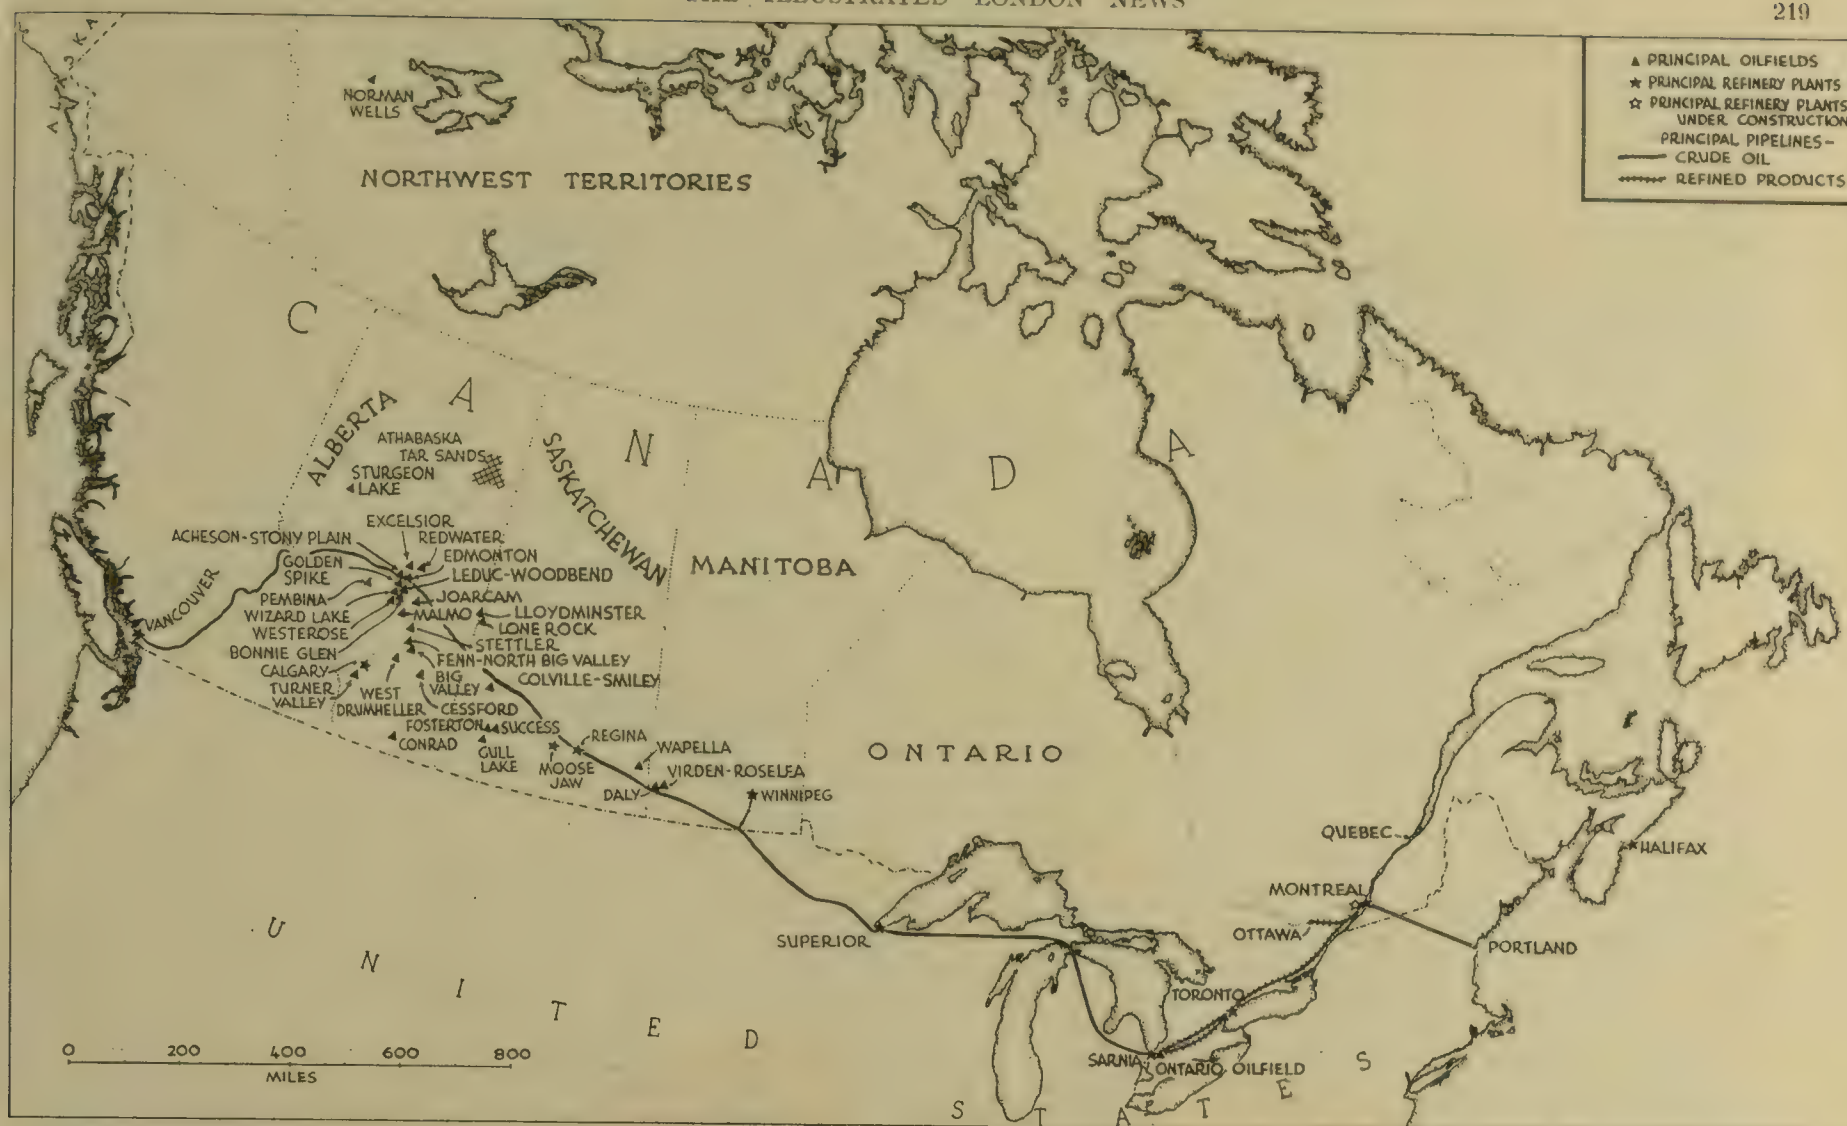 THE ILLUSTRATED LONDON NEWS
219
▲ PRINCIPAL OILFIELDS
★ PRINCIPAL REFINERY PLANTS
☆ PRINCIPAL REFINERY PLANTS
UNDER CONSTRUCTION
PRINCIPAL PIPELINES-
CRUDE OIL
REFINED PRODUCTS
ALASKA
NORMAN
WELLS
NORTHWEST TERRITORIES
CANADA
ALBERTA
ATHABASKA
TAR SANDS
STURGEON
LAKE
SASKATCHEWAN
MANITOBA
ONTARIO
EXCELSIOR
ACHESON-STONY PLAIN
REDWATER
EDMONTON
GOLDEN
SPIKE
LEDUC-WOODBEND
PEMBINA
JOARCAM
WIZARD LAKE
MALMO
LLOYDMINSTER
WESTEROSE
LONE ROCK
BONNIE GLEN
STETTLER
FENN-NORTH BIG VALLEY
CALGARY
BIG
VALLEY
COLVILLE-SMILEY
TURNER
VALLEY
WEST
DRUMHELLER
CESSFORD
FOSTERTON
SUCCESS
CONRAD
GULL
LAKE
MOOSE
JAW
REGINA
WAPELLA
VIRDEN-ROSELEA
DALY
WINNIPEG
VANCOUVER
SUPERIOR
QUEBEC
HALIFAX
MONTREAL
OTTAWA
PORTLAND
TORONTO
SARNIA
ONTARIO OILFIELD
UNITED STATES
0 200 400 600 800
MILES